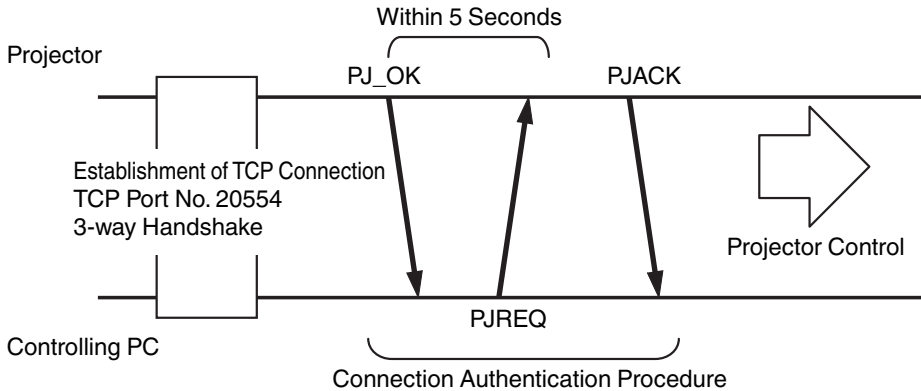 Within 5 Seconds
Projector
PJ_OK
PJACK
Establishment of TCP Connection
TCP Port No. 20554
3-way Handshake
Projector Control
PJREQ
Controlling PC
Connection Authentication Procedure